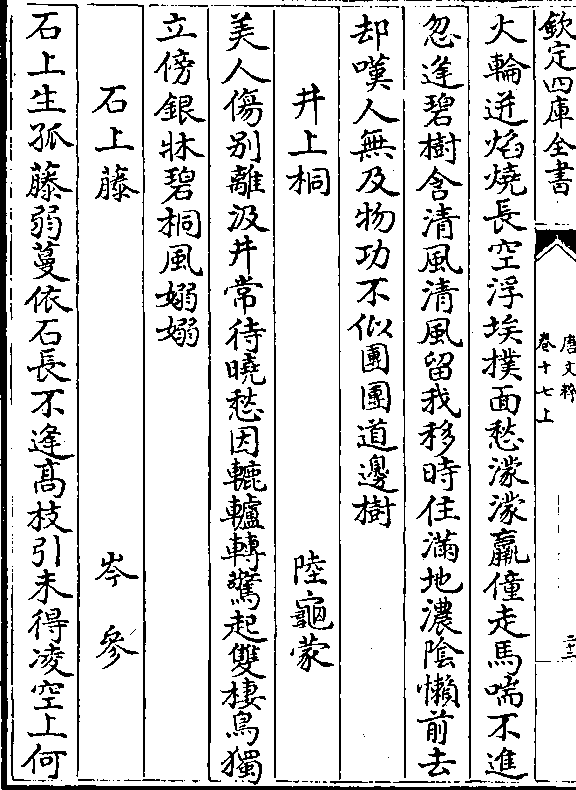 欽定四庫全書
唐文粹
卷十七上
二十二
火輪迸焰燒長空浮埃撲面愁濛濛羸僮走馬喘不進
忽逢碧樹含清風清風留我移時住滿地濃陰懶前去
却嘆人無及物功不似團團道邊樹
井上桐　陸龜蒙
美人傷别離汲井常待曉愁因轆轤轉驚起雙棲鳥獨
立傍銀牀碧桐風嫋嫋
石上藤　岑參
石上生孤藤弱蔓依石長不逢高枝引未得凌空上何